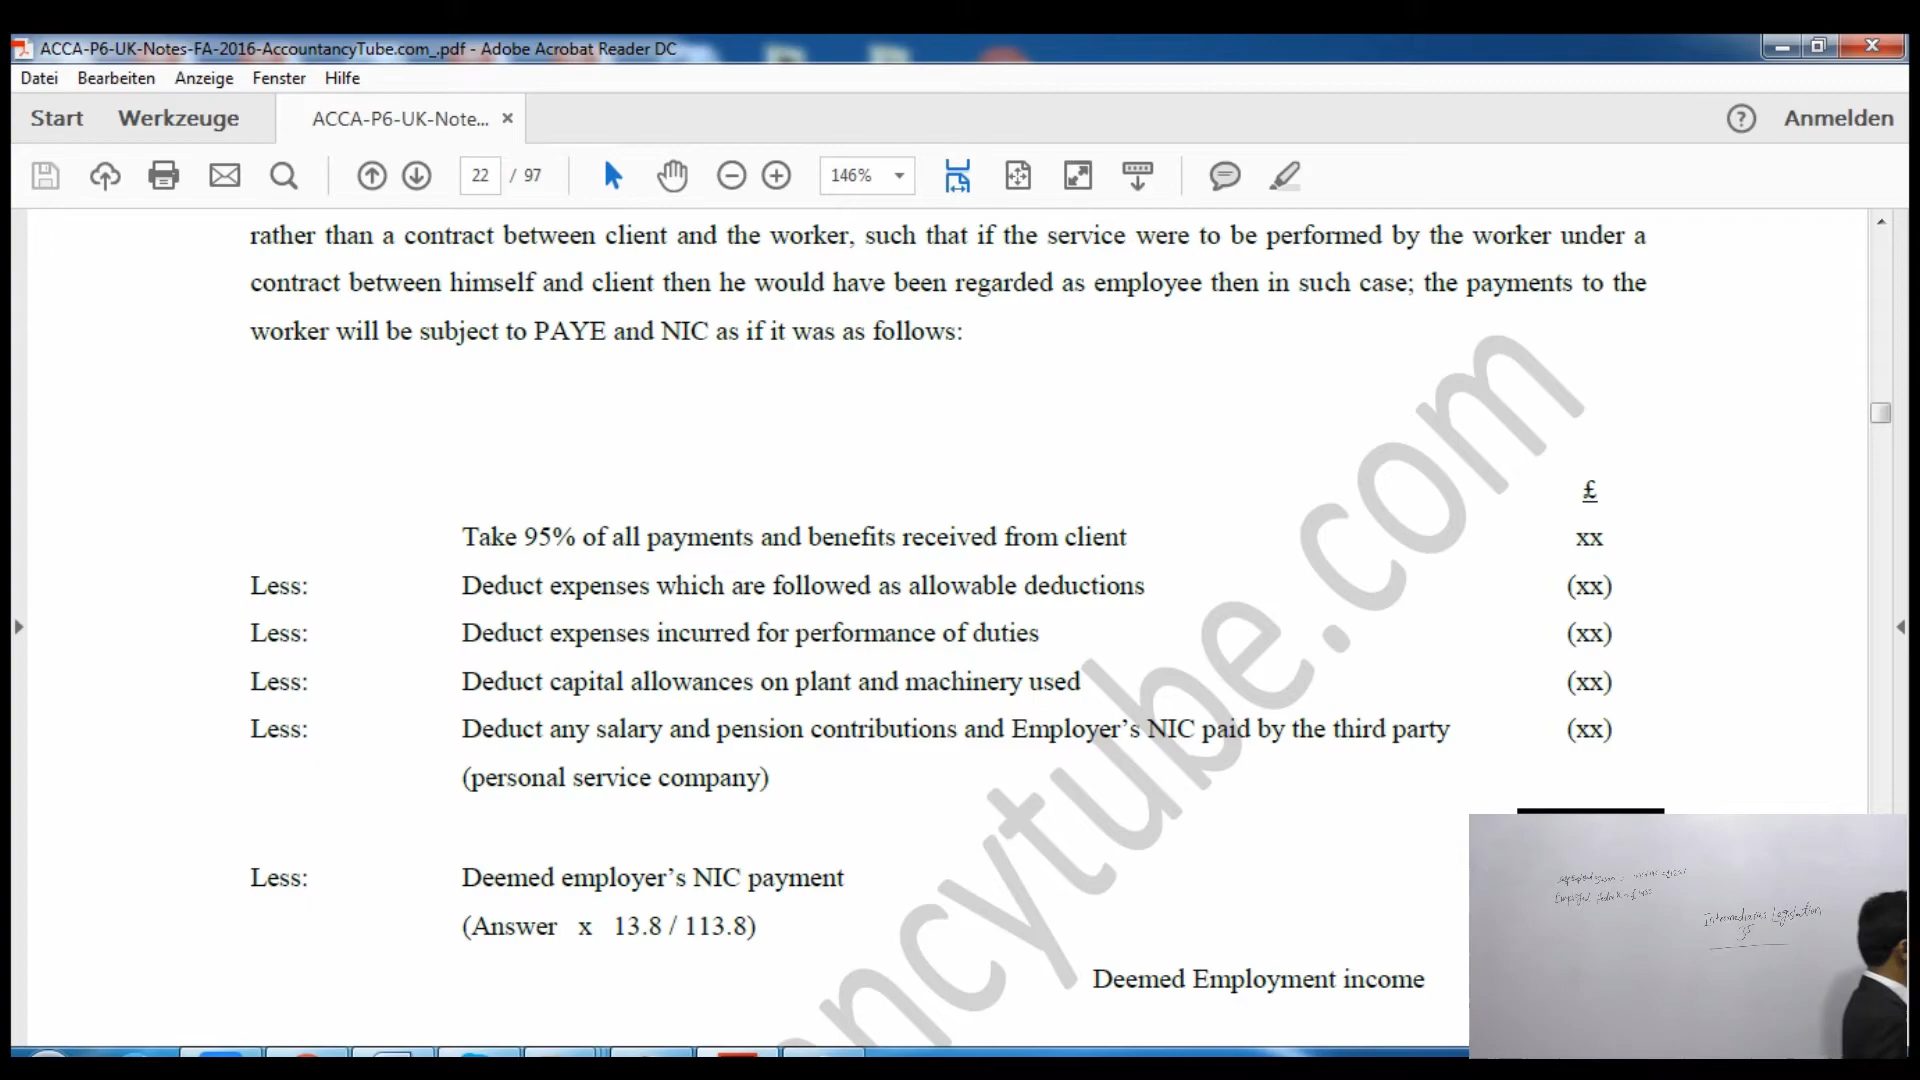 ACCA-P6-UK-Notes-FA-2016-AccountancyTube.com_.pdf - Adobe Acrobat Reader DC
Datei Bearbeiten Anzeige Fenster Hilfe
Start Werkzeuge ACCA-P6-UK-Note... × ? Anmelden
22 / 97 146%
rather than a contract between client and the worker, such that if the service were to be performed by the worker under a
contract between himself and client then he would have been regarded as employee then in such case; the payments to the
worker will be subject to PAYE and NIC as if it was as follows:
£
Take 95% of all payments and benefits received from client xx
Less: Deduct expenses which are followed as allowable deductions (xx)
Less: Deduct expenses incurred for performance of duties (xx)
Less: Deduct capital allowances on plant and machinery used (xx)
Less: Deduct any salary and pension contributions and Employer’s NIC paid by the third party (xx)
(personal service company)
Less: Deemed employer’s NIC payment
(Answer x 13.8 / 113.8)
Deemed Employment income
ncytube.com
Intermediaries Legislation